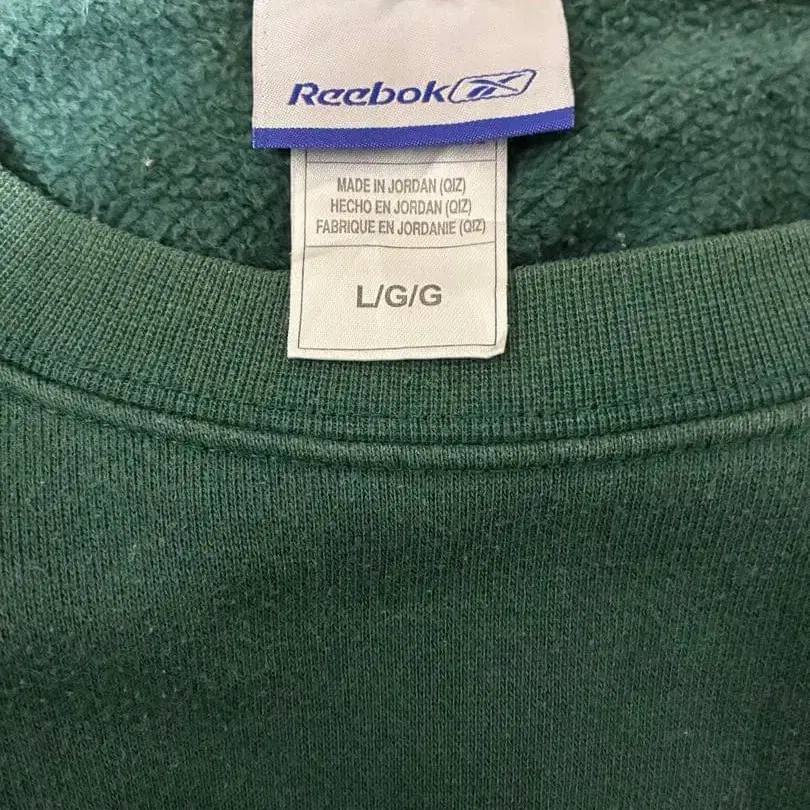 Reebok
MADE IN JORDAN (QIZ)
HECHO EN JORDAN (QIZ)
FABRIQUE EN JORDANIE (QIZ)
L/G/G